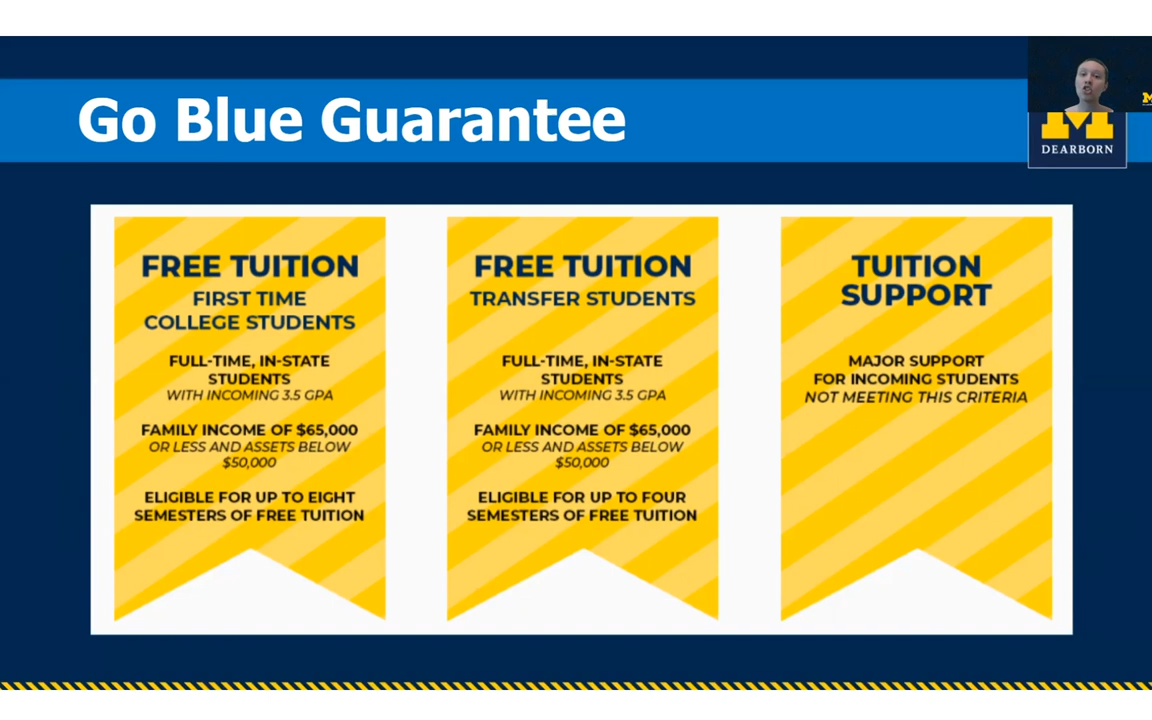 Go Blue Guarantee
DEARBORN
FREE TUITION
FIRST TIME
COLLEGE STUDENTS
FULL-TIME, IN-STATE
STUDENTS
WITH INCOMING 3.5 GPA
FAMILY INCOME OF $65,000
OR LESS AND ASSETS BELOW
$50,000
ELIGIBLE FOR UP TO EIGHT
SEMESTERS OF FREE TUITION
FREE TUITION
TRANSFER STUDENTS
FULL-TIME, IN-STATE
STUDENTS
WITH INCOMING 3.5 GPA
FAMILY INCOME OF $65,000
OR LESS AND ASSETS BELOW
$50,000
ELIGIBLE FOR UP TO FOUR
SEMESTERS OF FREE TUITION
TUITION
SUPPORT
MAJOR SUPPORT
FOR INCOMING STUDENTS
NOT MEETING THIS CRITERIA